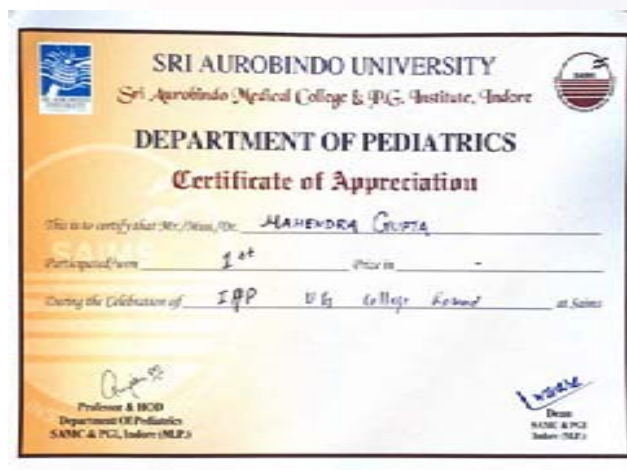 SRI AUROBINDO UNIVERSITY
Sri Aurobindo Medical College & P.G. Institute, Indore
DEPARTMENT OF PEDIATRICS
Certificate of Appreciation
This is to certify that Mr./Miss./Dr. MAHENDRA GUPTA
Participated/won 1st Prize in -
During the Celebration of IAP UG College Round at Saims
Professor & HOD
Department Of Pediatrics
SAMC & PGI, Indore (M.P.)
Dean
SAMC & PGI
Indore (M.P.)